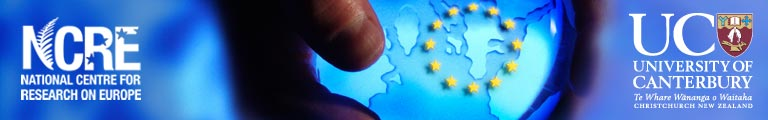 NCRE
NATIONAL CENTRE FOR
RESEARCH ON EUROPE
UC
UNIVERSITY OF
CANTERBURY
Te Whare Wānanga o Waitaha
CHRISTCHURCH NEW ZEALAND